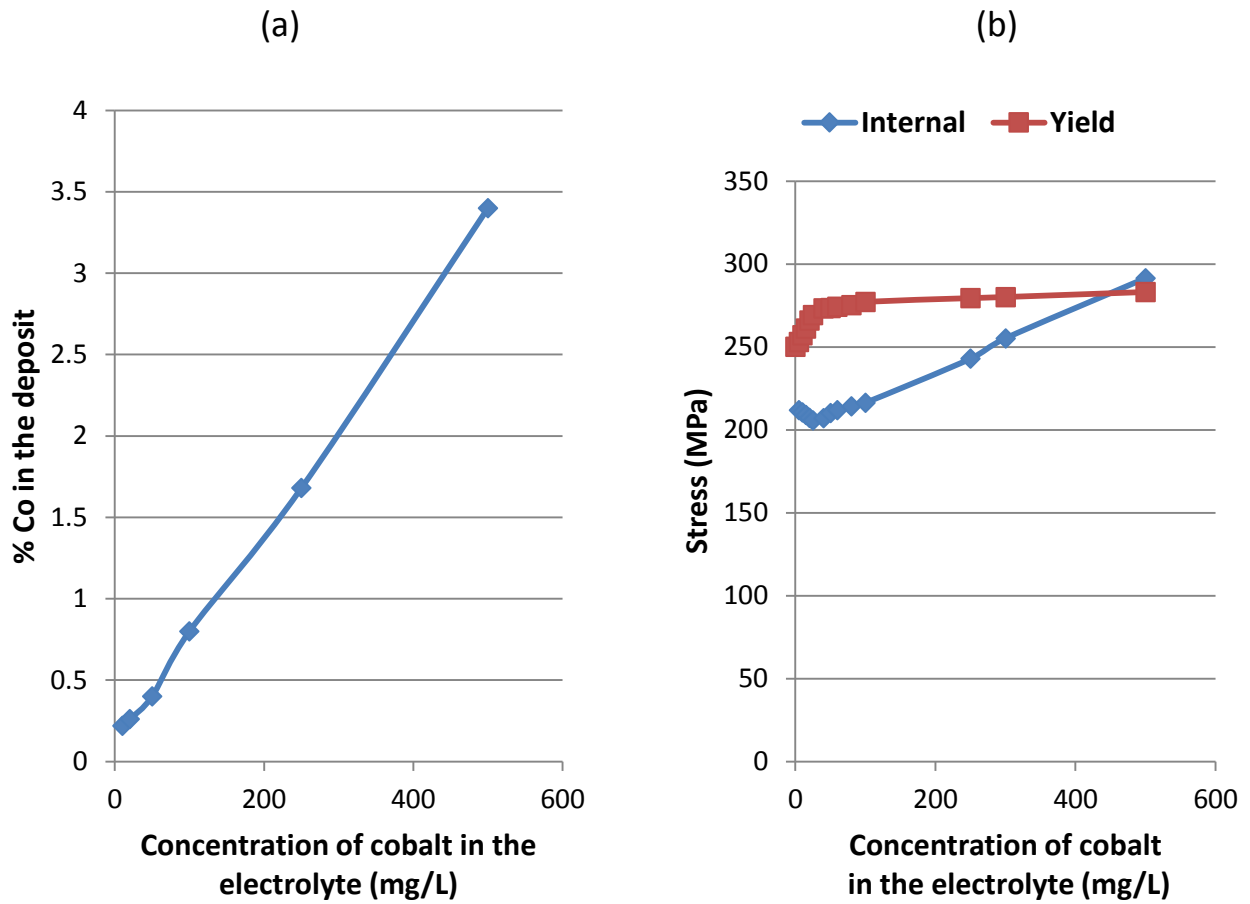 (a)
4
3.5
3
2.5
2
1.5
1
0.5
0
% Co in the deposit
0 200 400 600
Concentration of cobalt in the
electrolyte (mg/L)
(b)
Internal Yield
350
300
250
200
150
100
50
0
Stress (MPa)
0 200 400 600
Concentration of cobalt
in the electrolyte (mg/L)